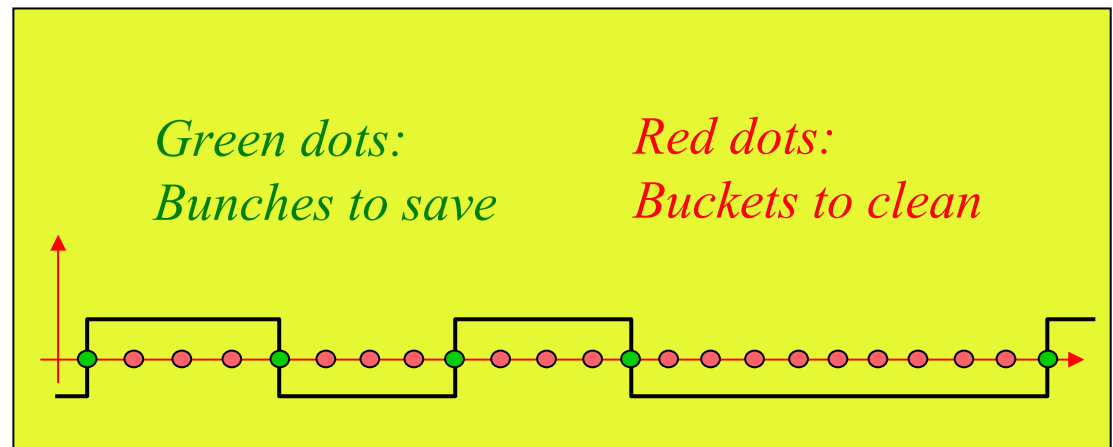 Green dots:
Bunches to save
Red dots:
Buckets to clean